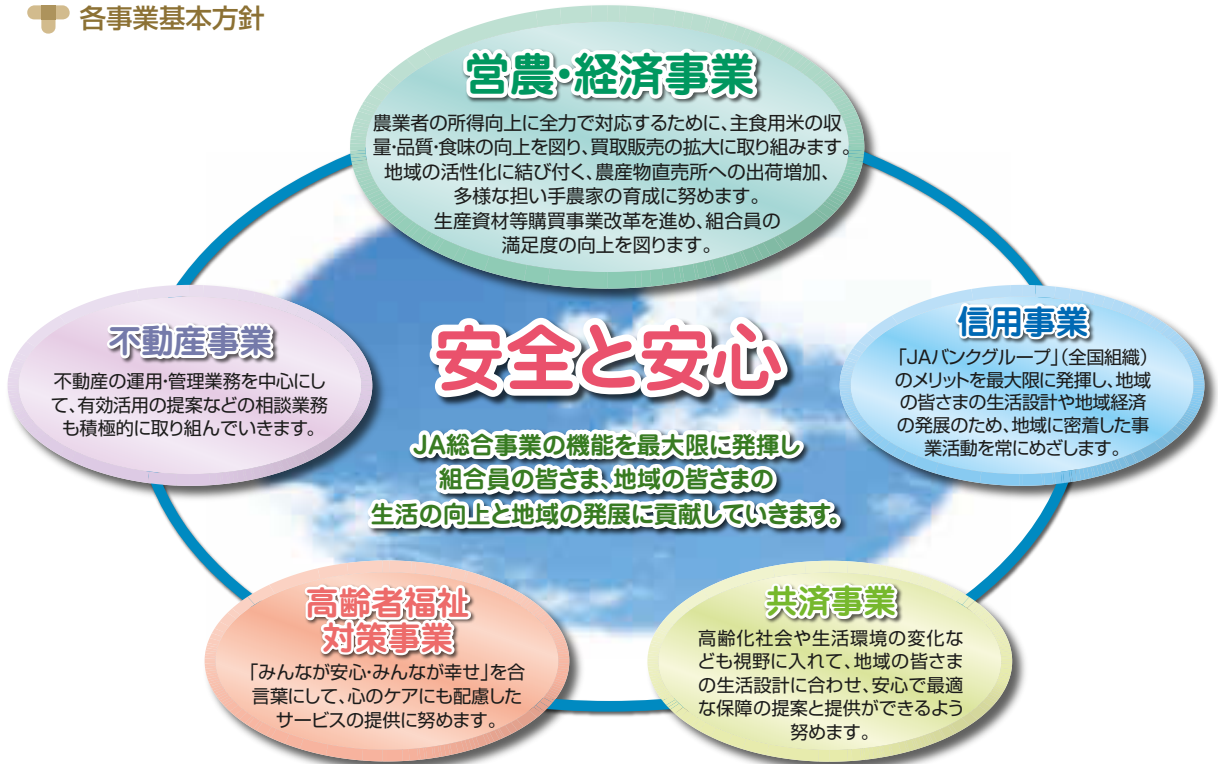 各事業基本方針
営農・経済事業
農業者の所得向上に全力で対応するために、主食用米の収
量・品質・食味の向上を図り、買取販売の拡大に取り組みます。
地域の活性化に結び付く、農産物直売所への出荷増加、
多様な担い手農家の育成に努めます。
生産資材等購買事業改革を進め、組合員の
満足度の向上を図ります。
不動産事業
不動産の運用・管理業務を中心にし
て、有効活用の提案などの相談業務
も積極的に取り組んでいきます。
安全と安心
JA総合事業の機能を最大限に発揮し
組合員の皆さま、地域の皆さまの
生活の向上と地域の発展に貢献していきます。
信用事業
「JAバンクグループ」（全国組織）
のメリットを最大限に発揮し、地域
の皆さまの生活設計や地域経済
の発展のため、地域に密着した事
業活動を常にめざします。
高齢者福祉
対策事業
「みんなが安心・みんなが幸せ」を合
言葉にして、心のケアにも配慮した
サービスの提供に努めます。
共済事業
高齢化社会や生活環境の変化な
ども視野に入れて、地域の皆さま
の生活設計に合わせ、安心で最適
な保障の提案と提供ができるよう
努めます。